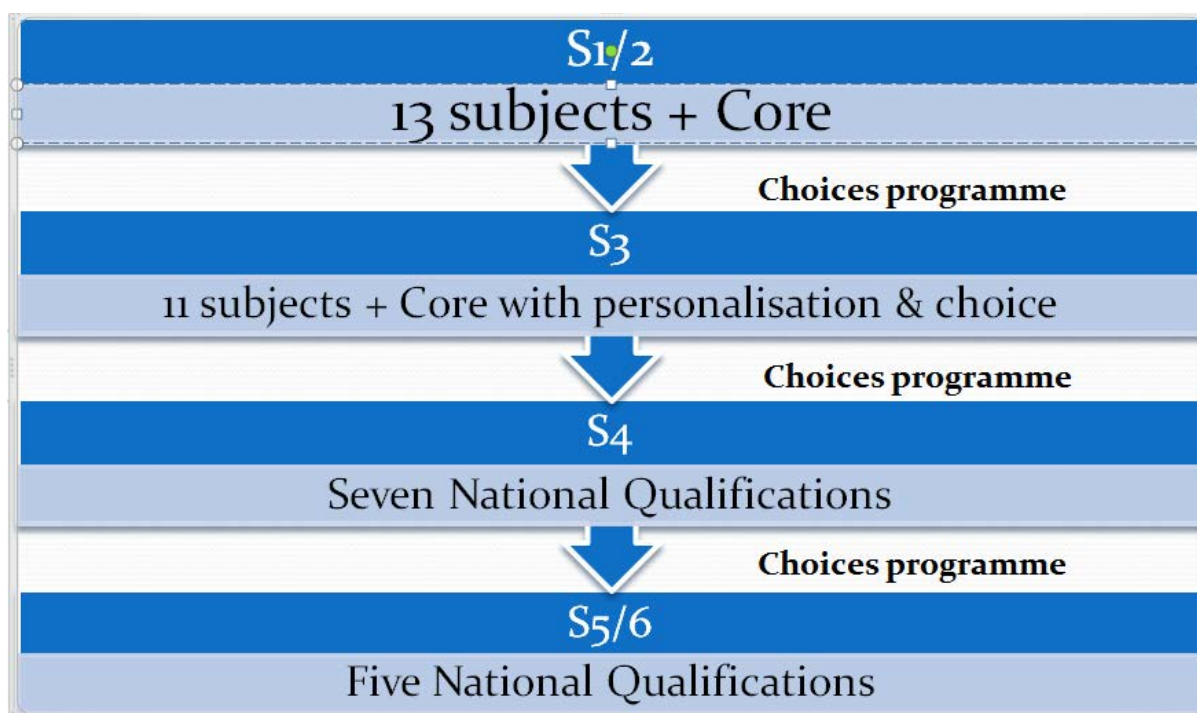 S1/2
13 subjects + Core
Choices programme
S3
11 subjects + Core with personalisation & choice
Choices programme
S4
Seven National Qualifications
Choices programme
S5/6
Five National Qualifications